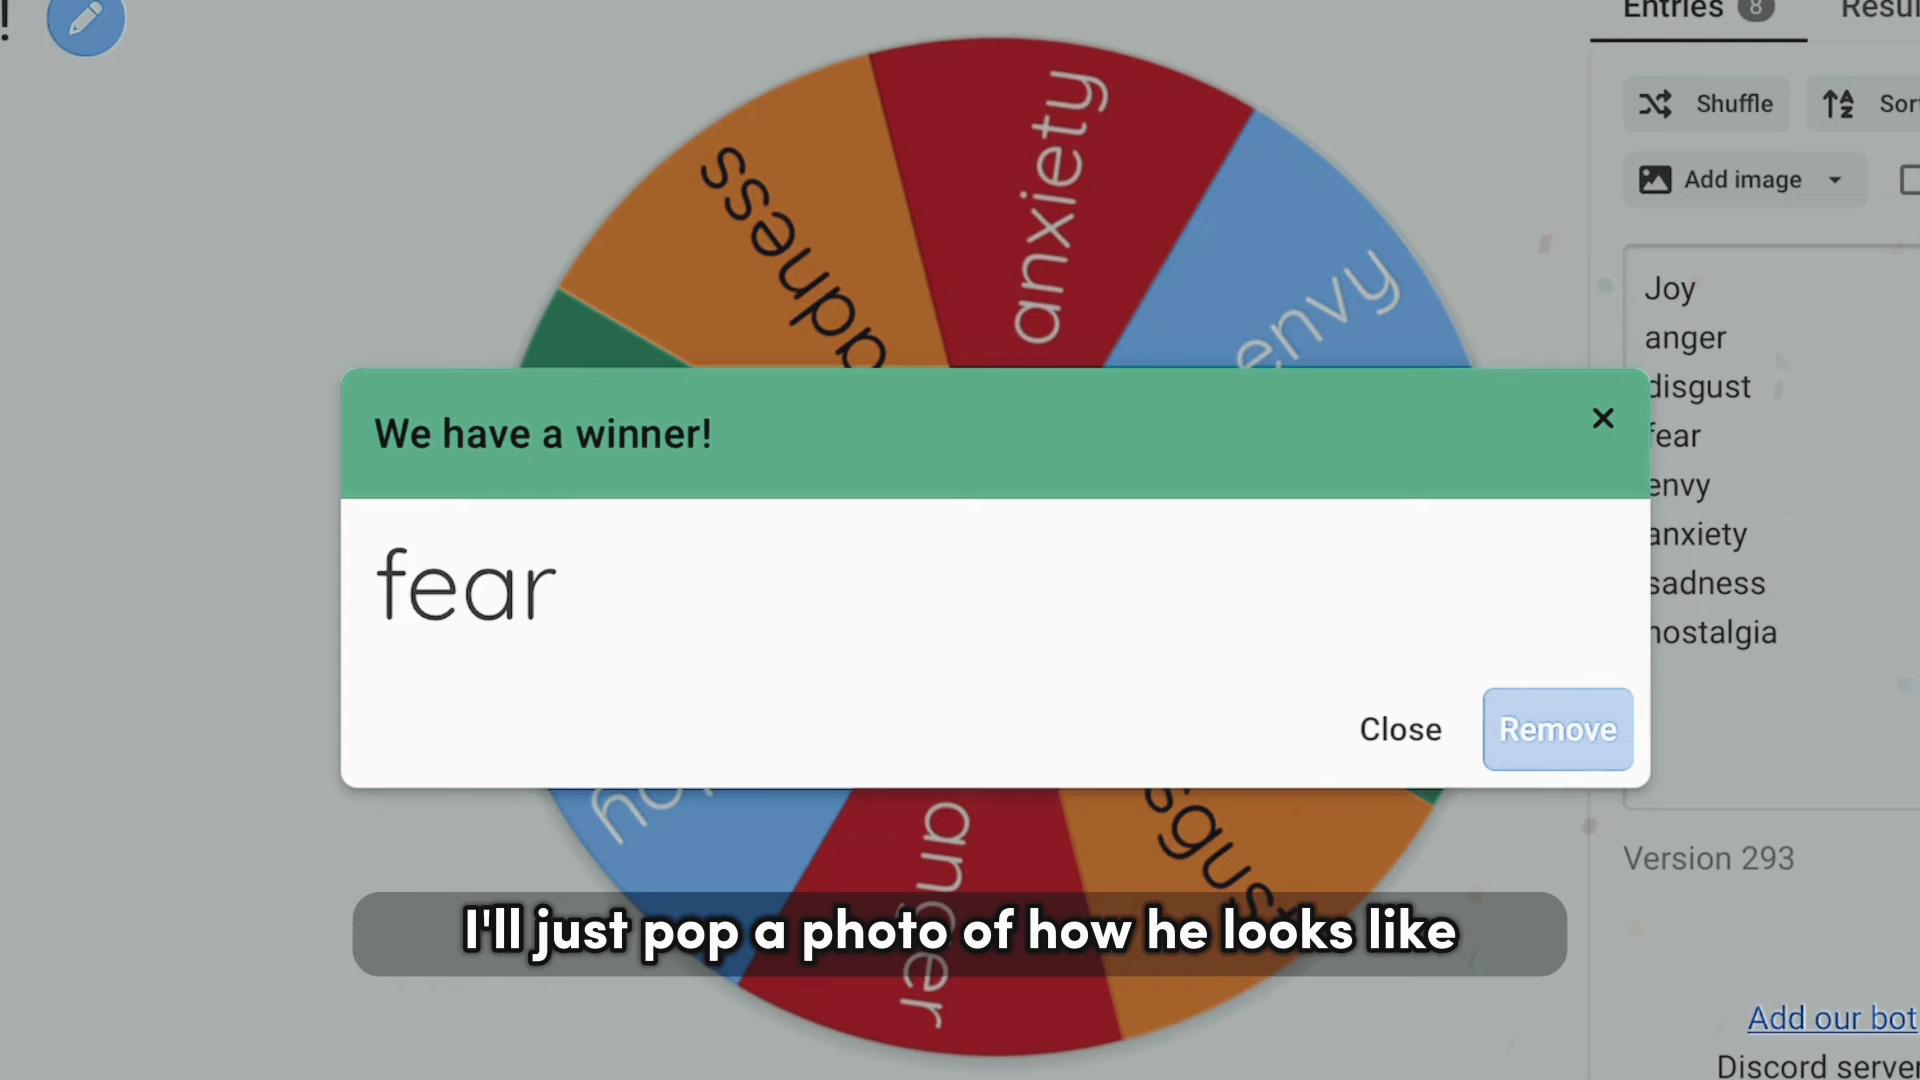 !
Entries 8
Shuffle
Add image
anxiety
envy
Joy
anger
disgust
fear
envy
anxiety
sadness
nostalgia
We have a winner!
fear
Close
Remove
anger
Version 293
I'll just pop a photo of how he looks like
Add our bot
Discord server